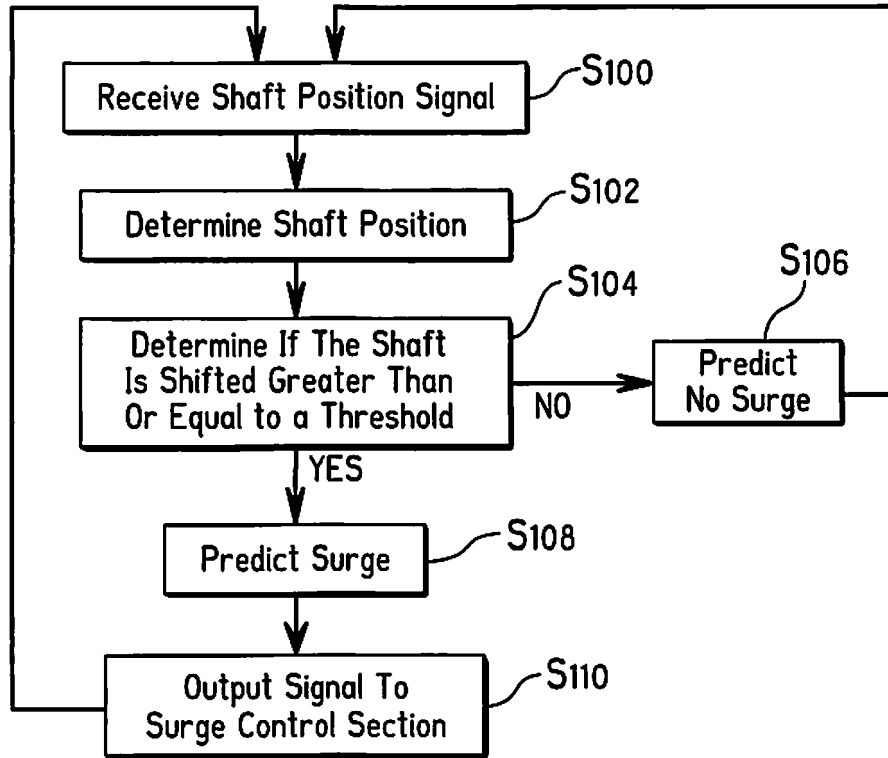 Receive Shaft Position Signal
S100
Determine Shaft Position
S102
Determine If The Shaft
Is Shifted Greater Than
Or Equal to a Threshold
S104
NO
Predict
No Surge
S106
YES
Predict Surge
S108
Output Signal To
Surge Control Section
S110